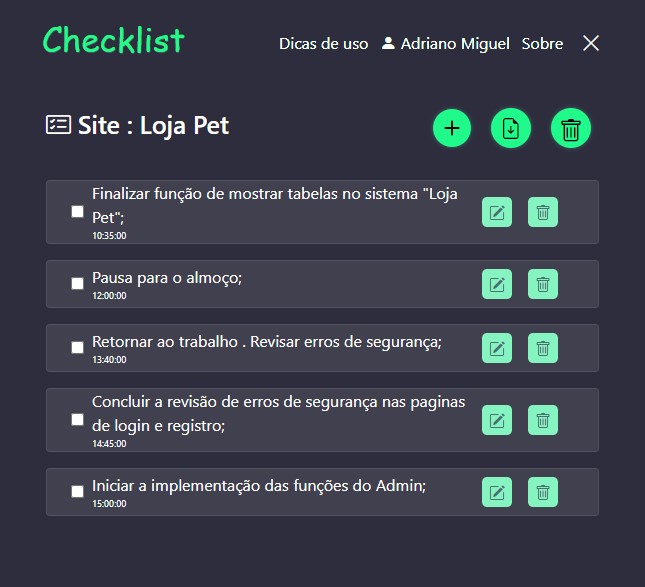 Checklist
Dicas de uso Adriano Miguel Sobre
Site : Loja Pet
Finalizar função de mostrar tabelas no sistema "Loja
Pet";
10:35:00
Pausa para o almoço;
12:00:00
Retornar ao trabalho . Revisar erros de segurança;
13:40:00
Concluir a revisão de erros de segurança nas paginas
de login e registro;
14:45:00
Iniciar a implementação das funções do Admin;
15:00:00